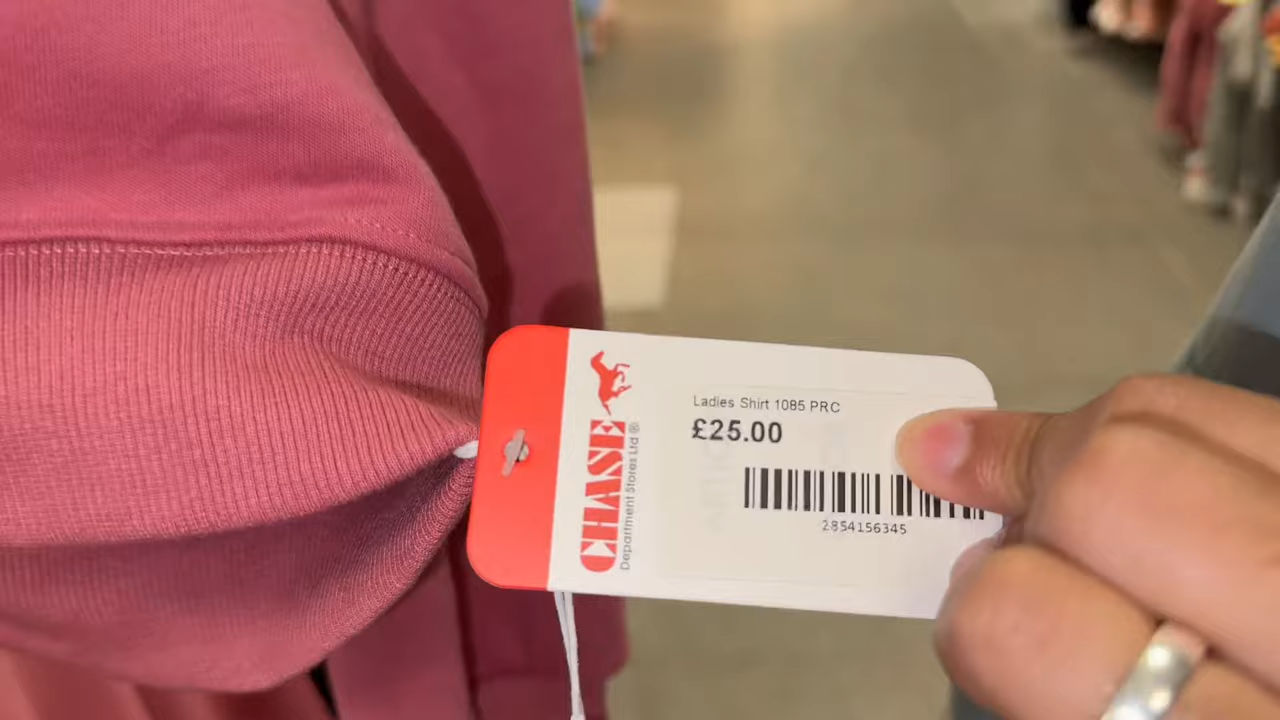 CHASE
Department Stores Ltd ®
Ladies Shirt 1085 PRC
£25.00
2854156345